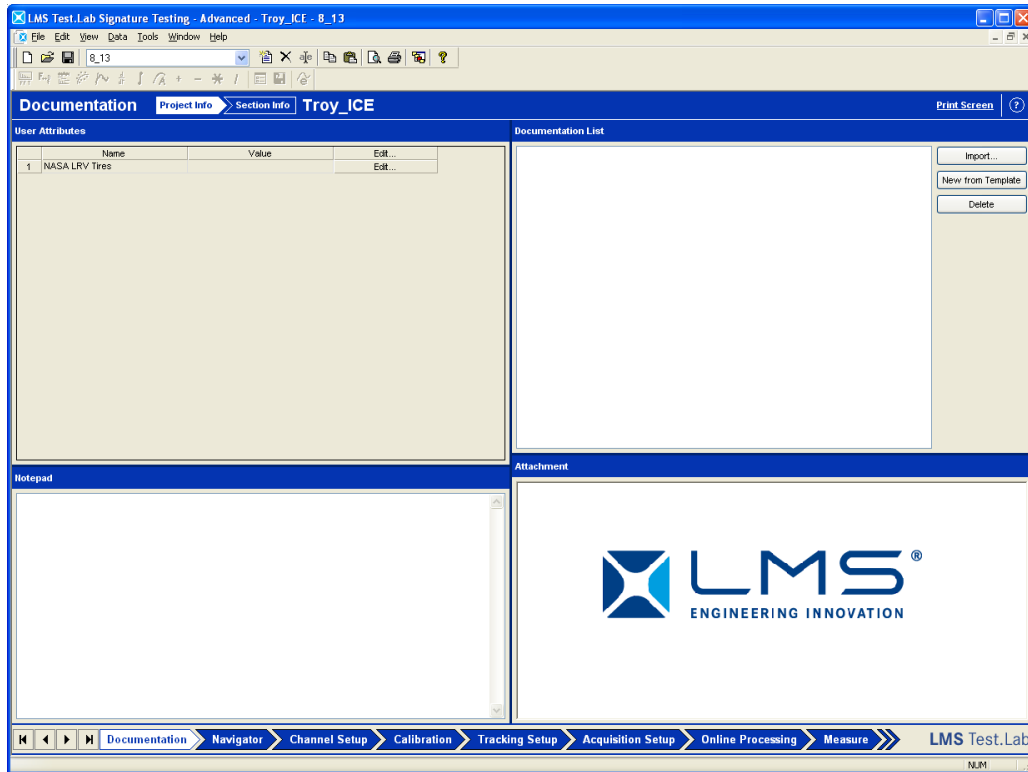 LMS Test.Lab Signature Testing - Advanced - Troy_ICE - 8_13
File Edit View Data Tools Window Help
8_13
Documentation Project Info Section Info Troy_ICE Print Screen ?
User Attributes
Name Value Edit...
1 NASA LRV Tires Edit...
Documentation List
Import...
New from Template
Delete
Notepad
Attachment
LMS®
ENGINEERING INNOVATION
Documentation Navigator Channel Setup Calibration Tracking Setup Acquisition Setup Online Processing Measure LMS Test.Lab
NUM